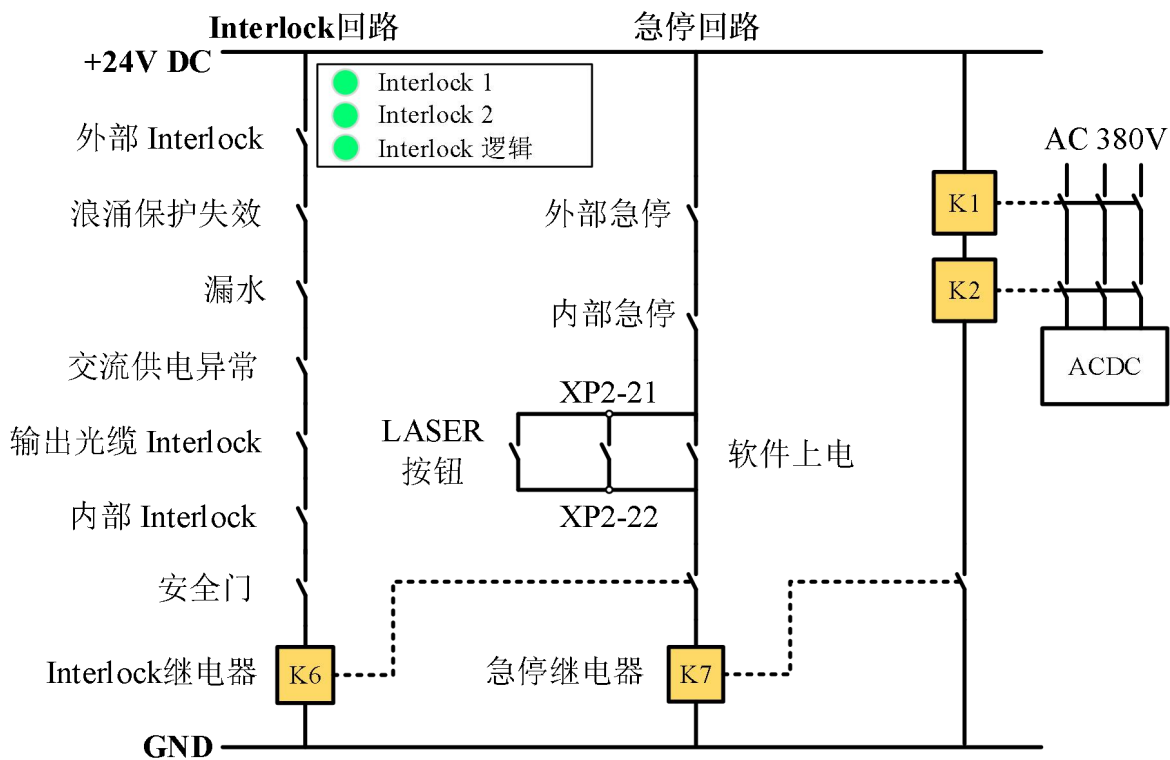 Interlock回路
急停回路
+24V DC
Interlock 1
Interlock 2
Interlock 逻辑
外部 Interlock
浪涌保护失效
漏水
交流供电异常
输出光缆 Interlock
内部 Interlock
安全门
Interlock继电器
K6
外部急停
内部急停
XP2-21
LASER
按钮
软件上电
XP2-22
急停继电器
K7
K1
K2
AC 380V
ACDC
GND